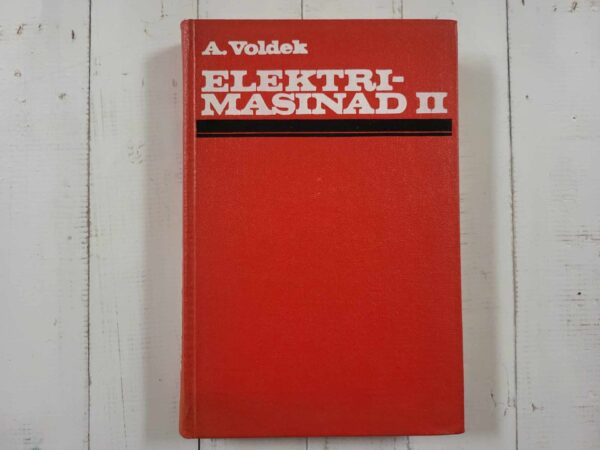 A. Voldek
ELEKTRI-
MASINAD II